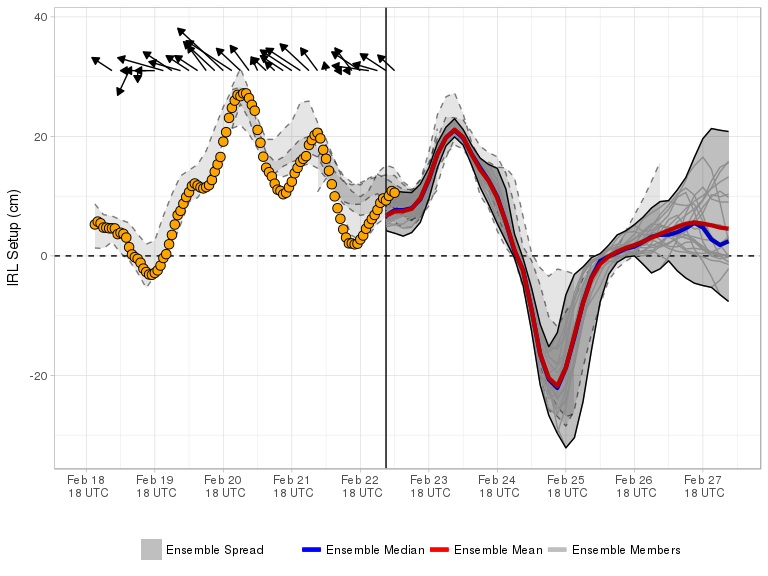 40
20
0
-20
IRL Setup (cm)
Feb 18 Feb 19 Feb 20 Feb 21 Feb 22 Feb 23 Feb 24 Feb 25 Feb 26 Feb 27
18 UTC 18 UTC 18 UTC 18 UTC 18 UTC 18 UTC 18 UTC 18 UTC 18 UTC 18 UTC
Ensemble Spread Ensemble Median Ensemble Mean Ensemble Members